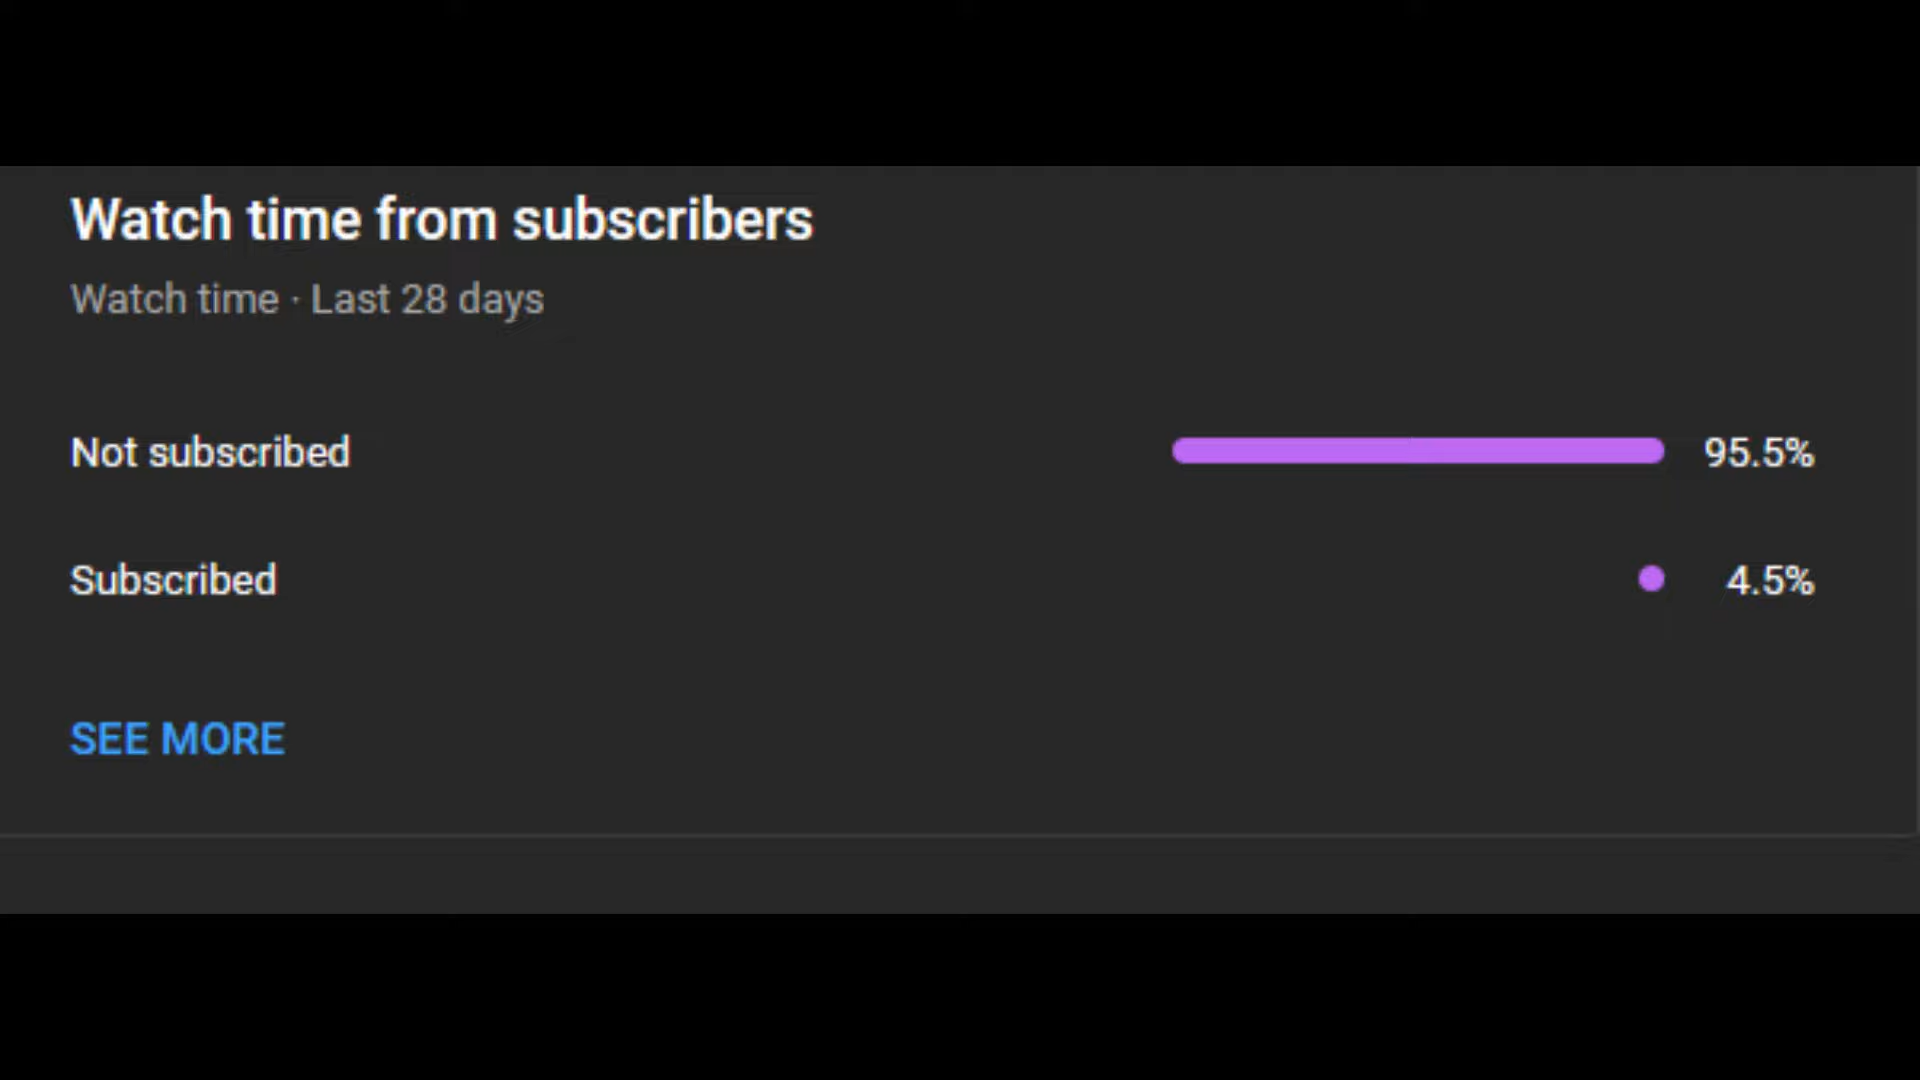 Watch time from subscribers
Watch time · Last 28 days
Not subscribed 95.5%
Subscribed 4.5%
SEE MORE